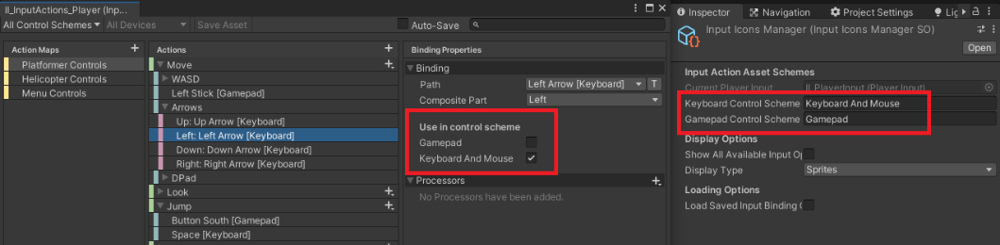 II_InputActions_Player (Inp...
All Control Schemes
All Devices
Save Asset
Auto-Save
Action Maps
Platformer Controls
Helicopter Controls
Menu Controls
Actions
Move
WASD
Left Stick [Gamepad]
Arrows
Up: Up Arrow [Keyboard]
Left: Left Arrow [Keyboard]
Down: Down Arrow [Keyboard]
Right: Right Arrow [Keyboard]
DPad
Look
Jump
Button South [Gamepad]
Space [Keyboard]
Binding Properties
Binding
Path
Left Arrow [Keyboard]
T
Composite Part
Left
Use in control scheme
Gamepad
Keyboard And Mouse
Processors
No Processors have been added.
Inspector
Navigation
Project Settings
Lig
Input Icons Manager (Input Icons Manager SO)
Open
Input Action Asset Schemes
Current Player Input
II_PlayerInput (Player Input)
Keyboard Control Scheme
Keyboard And Mouse
Gamepad Control Scheme
Gamepad
Display Options
Show All Available Input Op
Display Type
Sprites
Loading Options
Load Saved Input Binding